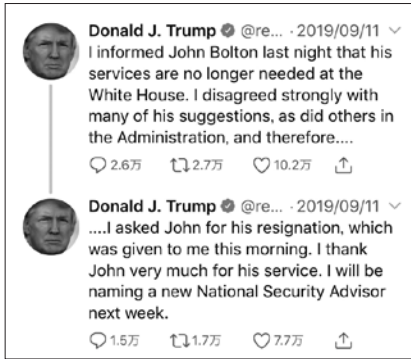 Donald J. Trump @re... · 2019/09/11
I informed John Bolton last night that his
services are no longer needed at the
White House. I disagreed strongly with
many of his suggestions, as did others in
the Administration, and therefore....
2.6万 2.7万 10.2万
Donald J. Trump @re... · 2019/09/11
....I asked John for his resignation, which
was given to me this morning. I thank
John very much for his service. I will be
naming a new National Security Advisor
next week.
1.5万 1.7万 7.7万